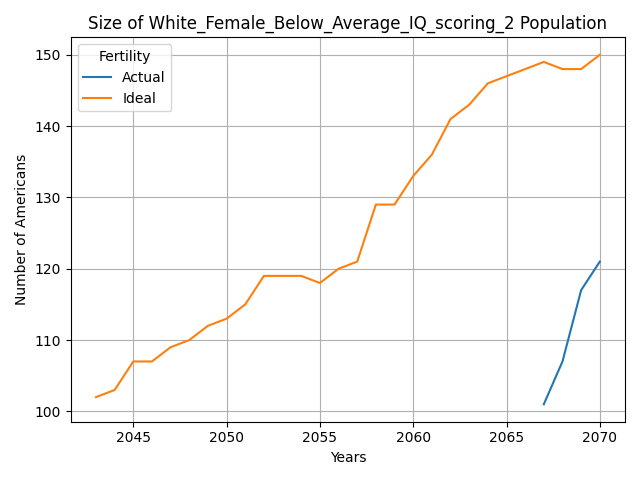 Size of White_Female_Below_Average_IQ_scoring_2 Population
Fertility
Actual
Ideal
Number of Americans
150
140
130
120
110
100
2045
2050
2055
2060
2065
2070
Years